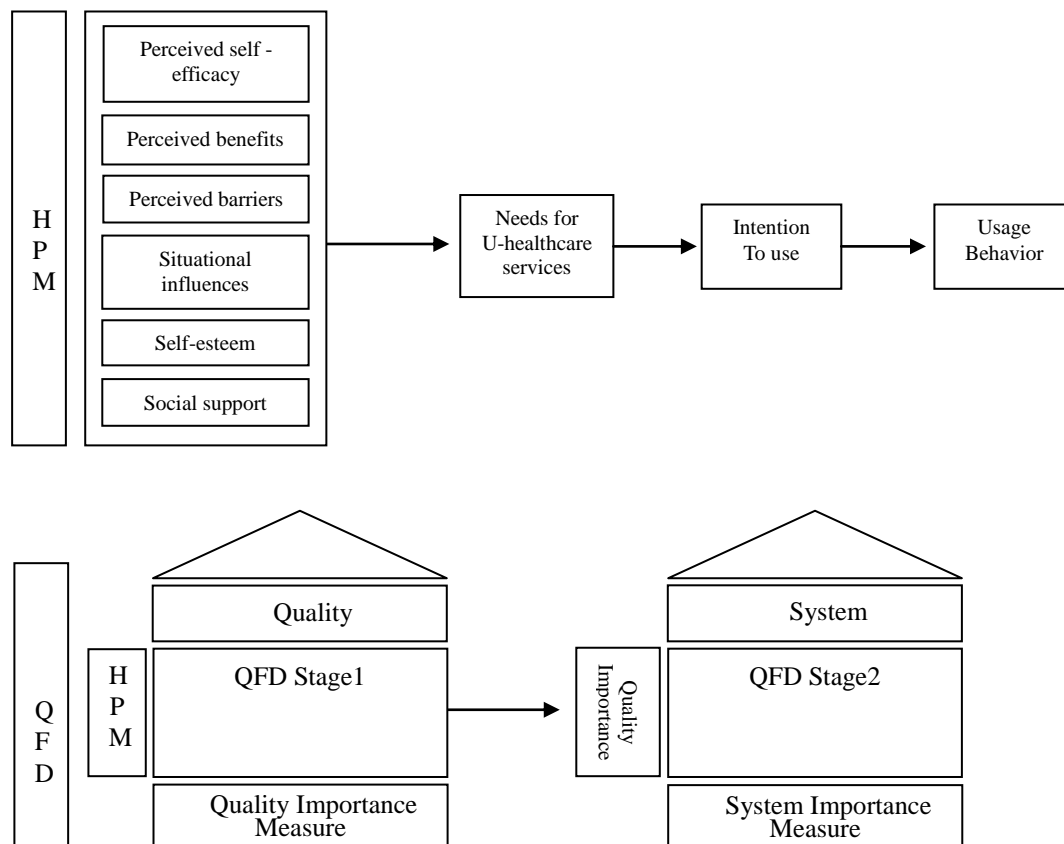 H
P
M
Perceived self -
efficacy
Perceived benefits
Perceived barriers
Situational
influences
Self-esteem
Social support
Needs for
U-healthcare
services
Intention
To use
Usage
Behavior
Q
F
D
Quality
H
P
M
QFD Stage1
Quality Importance
Measure
System
Quality
Importance
QFD Stage2
System Importance
Measure